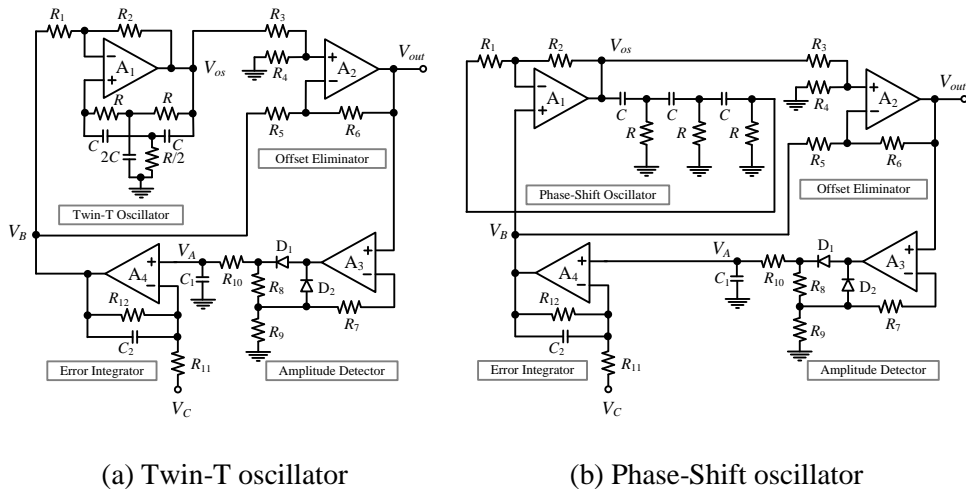 R1
R2
A1
Vos
R
R
C
2C
C
R/2
Twin-T Oscillator
R3
R4
A2
Vout
R5
R6
Offset Eliminator
VB
VA
A4
C1
R10
D1
D2
R8
R9
A3
R7
R12
C2
R11
Error Integrator
Amplitude Detector
VC
(a) Twin-T oscillator
R1
R2
A1
Vos
C
C
C
R
R
R
Phase-Shift Oscillator
R3
R4
A2
Vout
R5
R6
Offset Eliminator
VB
VA
A4
C1
R10
D1
D2
R8
R9
A3
R7
R12
C2
R11
Error Integrator
Amplitude Detector
VC
(b) Phase-Shift oscillator